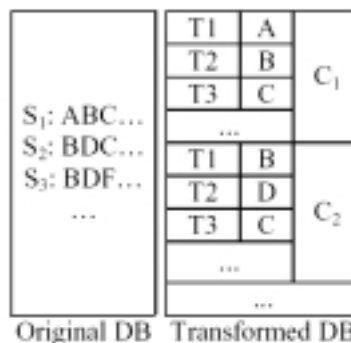 S₁: ABC...
S₂: BDC...
S₃: BDF...
...
T1 A
T2 B
T3 C
...
C₁
T1 B
T2 D
T3 C
...
C₂
...
Original DB
Transformed DB